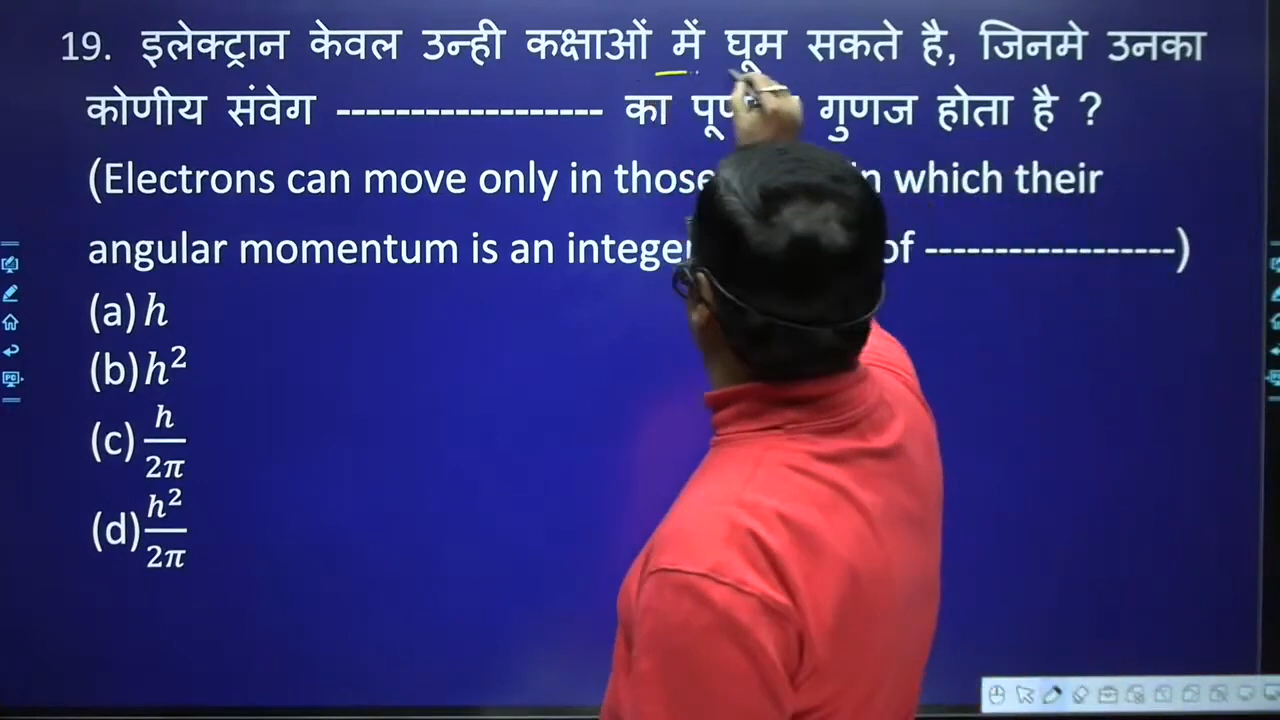 19. इलेक्ट्रान केवल उन्ही कक्षाओं में घूम सकते है, जिनमे उनका
कोणीय संवेग ------------------ का गुणज होता है ?
(Electrons can move only in those which their
angular momentum is an of ------------------)
(a) h
(b) h²
(c) h/2π
(d) h²/2π